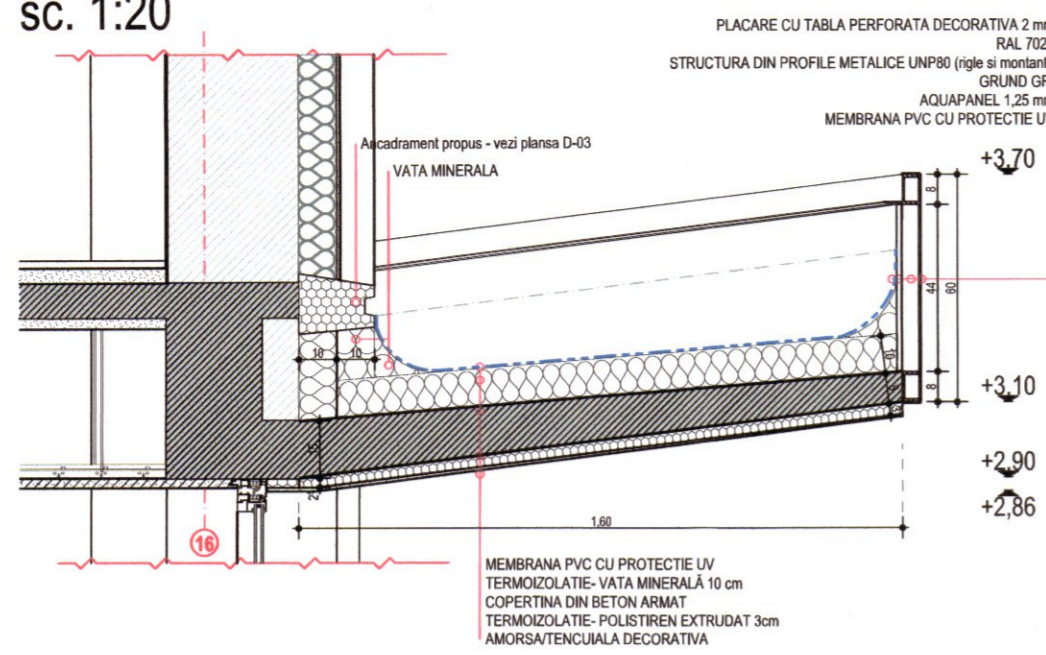 sc. 1:20
PLACARE CU TABLA PERFORATA DECORATIVA 2 mm
RAL 702
STRUCTURA DIN PROFILE METALICE UNP80 (rigle si montant
GRUND GR
AQUAPANEL 1,25 mm
MEMBRANA PVC CU PROTECTIE UV
Ancadrament propus - vezi plansa D-03
VATA MINERALA
+3,70
8
44
60
10
10
10
8
+3,10
+2,90
+2,86
1,60
16
MEMBRANA PVC CU PROTECTIE UV
TERMOIZOLATIE- VATA MINERALĂ 10 cm
COPERTINA DIN BETON ARMAT
TERMOIZOLATIE- POLISTIREN EXTRUDAT 3cm
AMORSA/TENCUIALA DECORATIVA